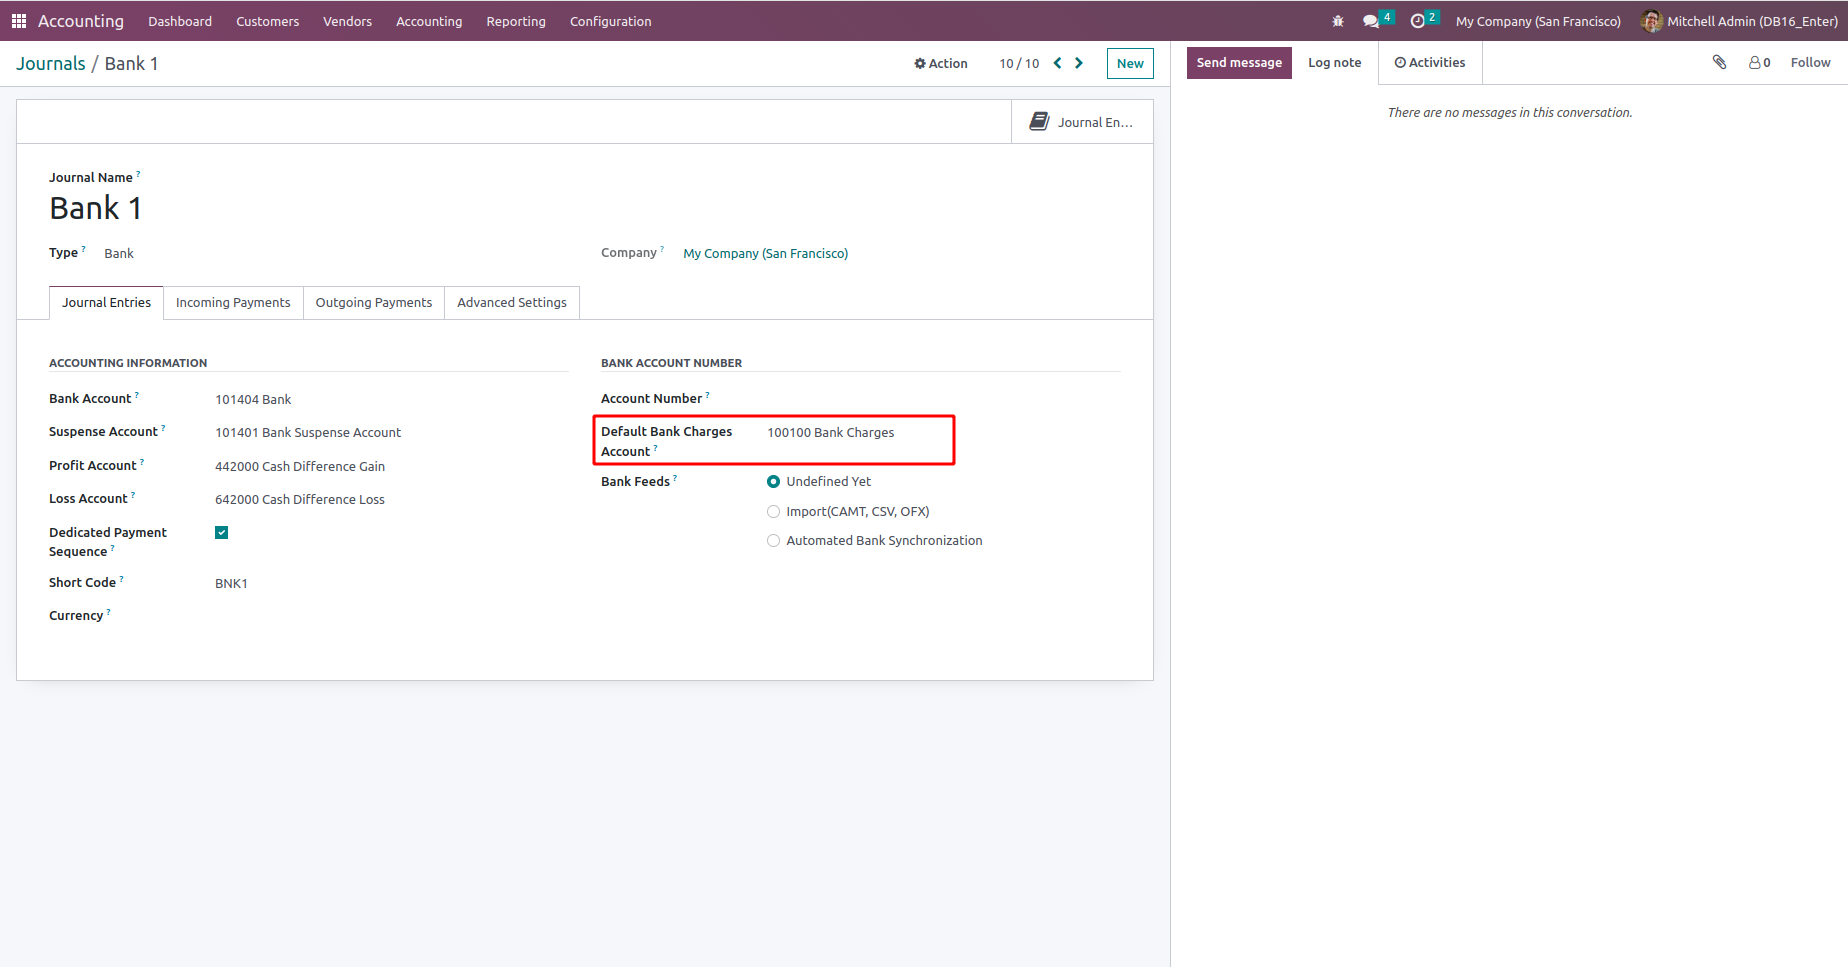 Accounting Dashboard Customers Vendors Accounting Reporting Configuration 4 2 My Company (San Francisco) Mitchell Admin (DB16_Enter)
Journals / Bank 1 Action 10 / 10 New Send message Log note Activities 0 Follow
There are no messages in this conversation.
Journal En...
Journal Name ?
Bank 1
Type ? Bank Company ? My Company (San Francisco)
Journal Entries Incoming Payments Outgoing Payments Advanced Settings
ACCOUNTING INFORMATION
Bank Account ? 101404 Bank
Suspense Account ? 101401 Bank Suspense Account
Profit Account ? 442000 Cash Difference Gain
Loss Account ? 642000 Cash Difference Loss
Dedicated Payment
Sequence ?
Short Code ? BNK1
Currency ?
BANK ACCOUNT NUMBER
Account Number ?
Default Bank Charges 100100 Bank Charges
Account ?
Bank Feeds ? Undefined Yet
Import(CAMT, CSV, OFX)
Automated Bank Synchronization